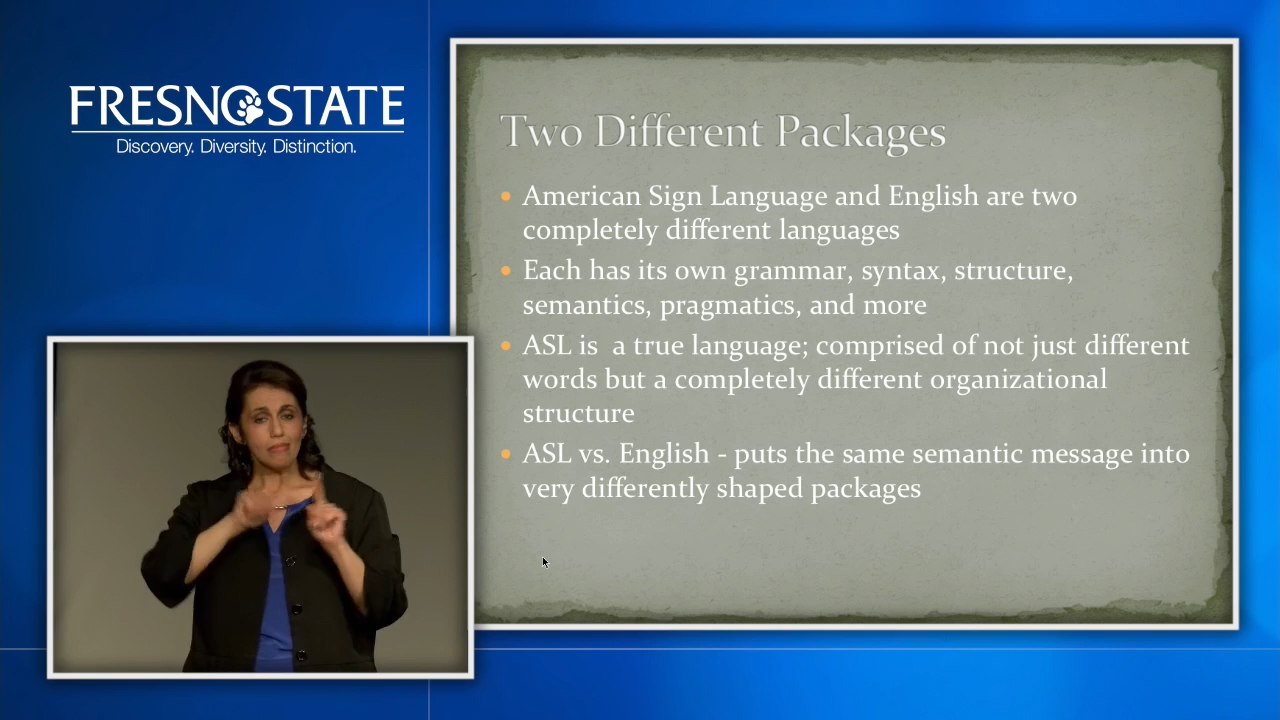 FRESNO STATE
Discovery. Diversity. Distinction.
Two Different Packages
• American Sign Language and English are two
completely different languages
• Each has its own grammar, syntax, structure,
semantics, pragmatics, and more
• ASL is  a true language; comprised of not just different
words but a completely different organizational
structure
• ASL vs. English - puts the same semantic message into
very differently shaped packages